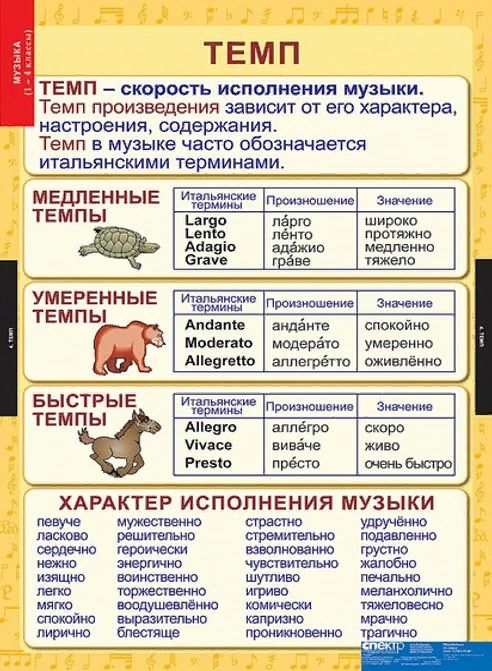 МУЗЫКА
(1 – 4 классы)
ТЕМП
ТЕМП – скорость исполнения музыки.
Темп произведения зависит от его характера,
настроения, содержания.
Темп в музыке часто обозначается
итальянскими терминами.
МЕДЛЕННЫЕ
ТЕМПЫ
Итальянские термины Произношение Значение
Largo ла́рго широко
Lento ле́нто протяжно
Adagio ада́жио медленно
Grave гра́ве тяжело
4. ТЕМП
4. ТЕМП
УМЕРЕННЫЕ
ТЕМПЫ
Итальянские термины Произношение Значение
Andante анда́нте спокойно
Moderato модера́то умеренно
Allegretto аллегре́тто оживлённо
БЫСТРЫЕ
ТЕМПЫ
Итальянские термины Произношение Значение
Allegro алле́гро скоро
Vivace вива́че живо
Presto пре́сто очень быстро
ХАРАКТЕР ИСПОЛНЕНИЯ МУЗЫКИ
певуче мужественно страстно удручённо
ласково решительно стремительно подавленно
сердечно героически взволнованно грустно
нежно энергично чувствительно жалобно
изящно воинственно шутливо печально
легко торжественно игриво меланхолично
мягко воодушевлённо комически тяжеловесно
спокойно выразительно капризно мрачно
лирично блестяще проникновенно трагично
спектр